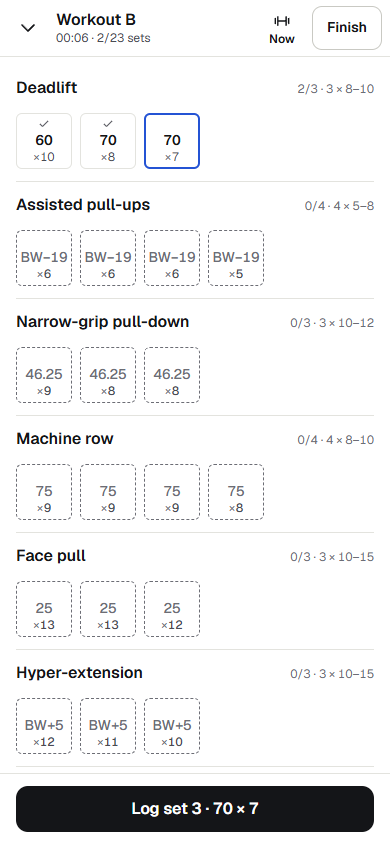 Workout B
00:06 · 2/23 sets
Now
Finish
Deadlift
2/3 · 3 × 8–10
60
×10
70
×8
70
×7
Assisted pull-ups
0/4 · 4 × 5–8
BW−19
×6
BW−19
×6
BW−19
×6
BW−19
×5
Narrow-grip pull-down
0/3 · 3 × 10–12
46.25
×9
46.25
×8
46.25
×8
Machine row
0/4 · 4 × 8–10
75
×9
75
×9
75
×9
75
×8
Face pull
0/3 · 3 × 10–15
25
×13
25
×13
25
×12
Hyper-extension
0/3 · 3 × 10–15
BW+5
×12
BW+5
×11
BW+5
×10
Log set 3 · 70 × 7